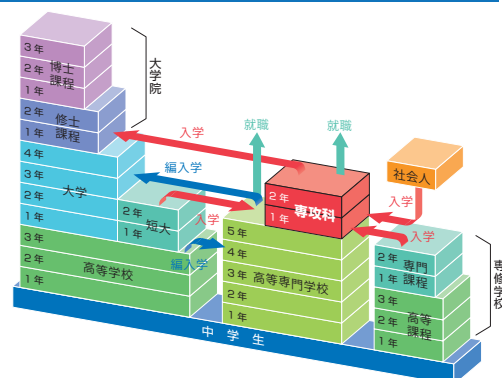 3年
2年
1年
博士
課程
2年
1年
修士
課程
大学院
4年
3年
2年
1年
大学
2年
1年
短大
3年
2年
1年
高等学校
入学
編入学
入学
編入学
就職
就職
2年
1年
専攻科
5年
4年
3年
2年
1年
高等専門学校
社会人
入学
入学
2年
1年
専門
課程
3年
2年
1年
高等
課程
専修学校
中学生